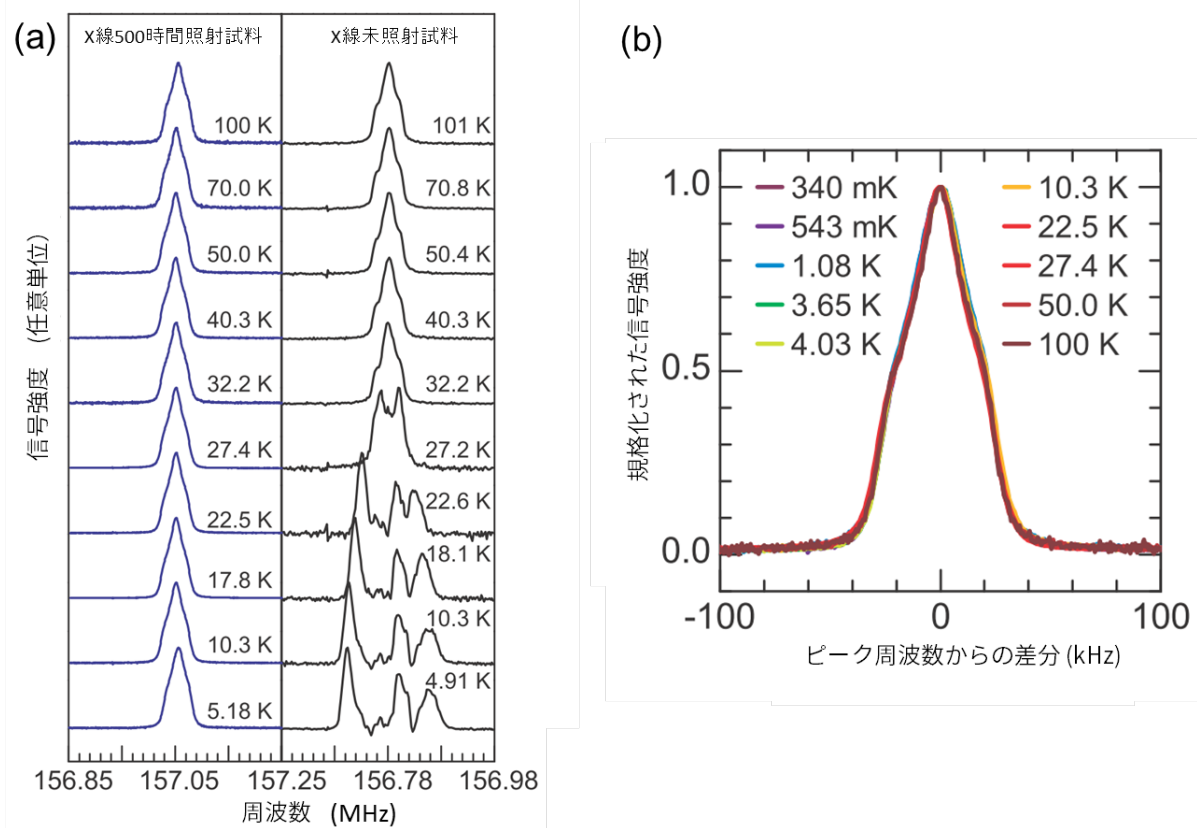 (a)
X線500時間照射試料
X線未照射試料
100 K
101 K
70.0 K
70.8 K
50.0 K
50.4 K
40.3 K
40.3 K
32.2 K
32.2 K
27.4 K
27.2 K
22.5 K
22.6 K
17.8 K
18.1 K
10.3 K
10.3 K
5.18 K
4.91 K
信号強度 (任意単位)
156.85
157.05
157.25
156.78
156.98
周波数 (MHz)
(b)
1.0
0.5
0.0
規格化された信号強度
340 mK
543 mK
1.08 K
3.65 K
4.03 K
10.3 K
22.5 K
27.4 K
50.0 K
100 K
-100
0
100
ピーク周波数からの差分 (kHz)